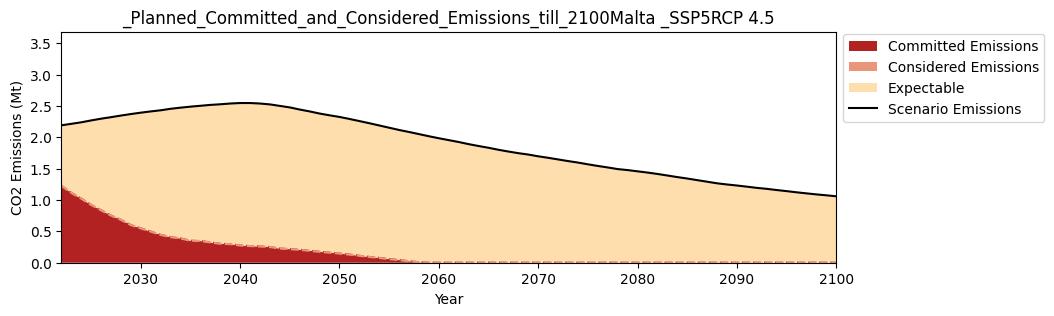 _Planned_Committed_and_Considered_Emissions_till_2100Malta _SSP5RCP 4.5
3.5
3.0
2.5
2.0
1.5
1.0
0.5
0.0
CO2 Emissions (Mt)
2030 2040 2050 2060 2070 2080 2090 2100
Year
Committed Emissions
Considered Emissions
Expectable
Scenario Emissions